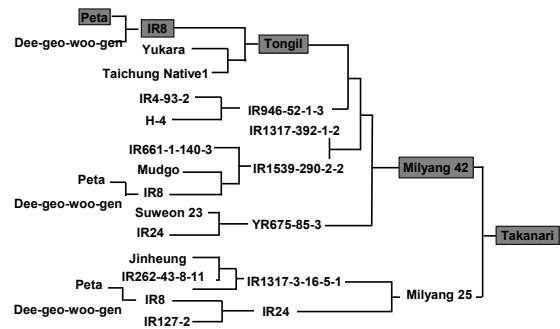 Peta
IR8
Dee-geo-woo-gen
Yukara
Tongil
Taichung Native1
IR4-93-2
IR946-52-1-3
H-4
IR1317-392-1-2
IR661-1-140-3
Mudgo
IR1539-290-2-2
Milyang 42
Peta
IR8
Dee-geo-woo-gen
Suweon 23
YR675-85-3
IR24
Takanari
Jinheung
IR262-43-8-11
IR1317-3-16-5-1
Peta
IR8
Milyang 25
Dee-geo-woo-gen
IR24
IR127-2